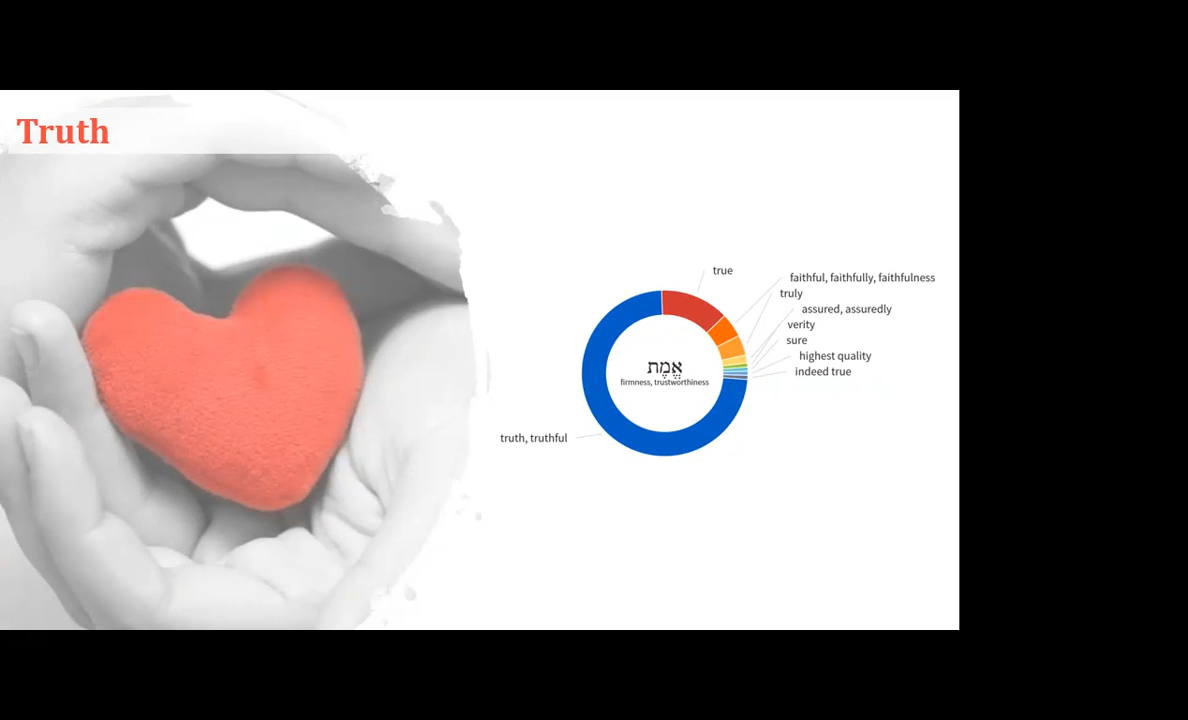 Truth
true
faithful, faithfully, faithfulness
truly
assured, assuredly
verity
sure
highest quality
indeed true
אֱמֶת
firmness, trustworthiness
truth, truthful